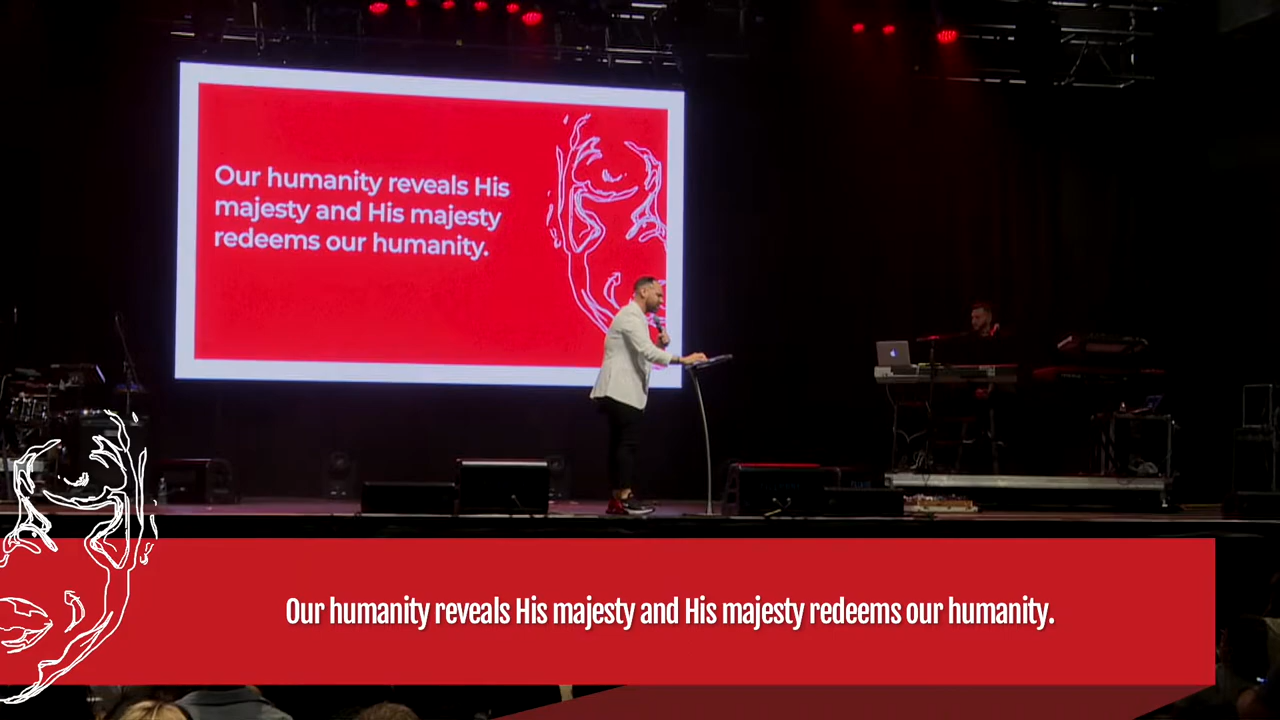 Our humanity reveals His
majesty and His majesty
redeems our humanity.
Our humanity reveals His majesty and His majesty redeems our humanity.